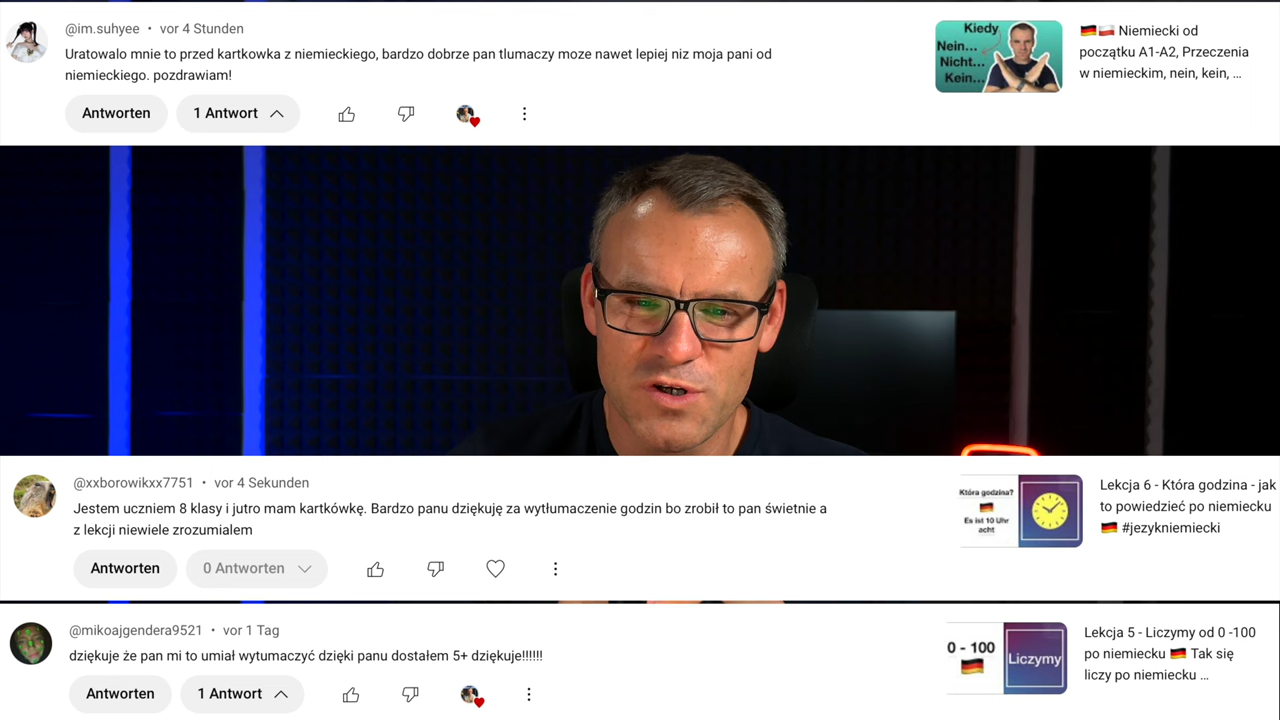 @im.suhyee • vor 4 Stunden
Uratowalo mnie to przed kartkowka z niemieckiego, bardzo dobrze pan tlumaczy moze nawet lepiej niz moja pani od
niemieckiego. pozdrawiam!
Antworten
1 Antwort
Kiedy
Nein...
Nicht...
Kein...
🇩🇪🇵🇱 Niemiecki od
początku A1-A2, Przeczenia
w niemieckim, nein, kein, ...
@xxborowikxx7751 • vor 4 Sekunden
Jestem uczniem 8 klasy i jutro mam kartkówkę. Bardzo panu dziękuję za wytłumaczenie godzin bo zrobił to pan świetnie a
z lekcji niewiele zrozumialem
Antworten
0 Antworten
Która godzina?
Es ist 10 Uhr
acht
Lekcja 6 - Która godzina - jak
to powiedzieć po niemiecku
🇩🇪 #jezykniemiecki
@mikoajgendera9521 • vor 1 Tag
dziękuje że pan mi to umiał wytumaczyć dzięki panu dostałem 5+ dziękuje!!!!!!
Antworten
1 Antwort
0 - 100
Liczymy
Lekcja 5 - Liczymy od 0 -100
po niemiecku 🇩🇪 Tak się
liczy po niemiecku ...